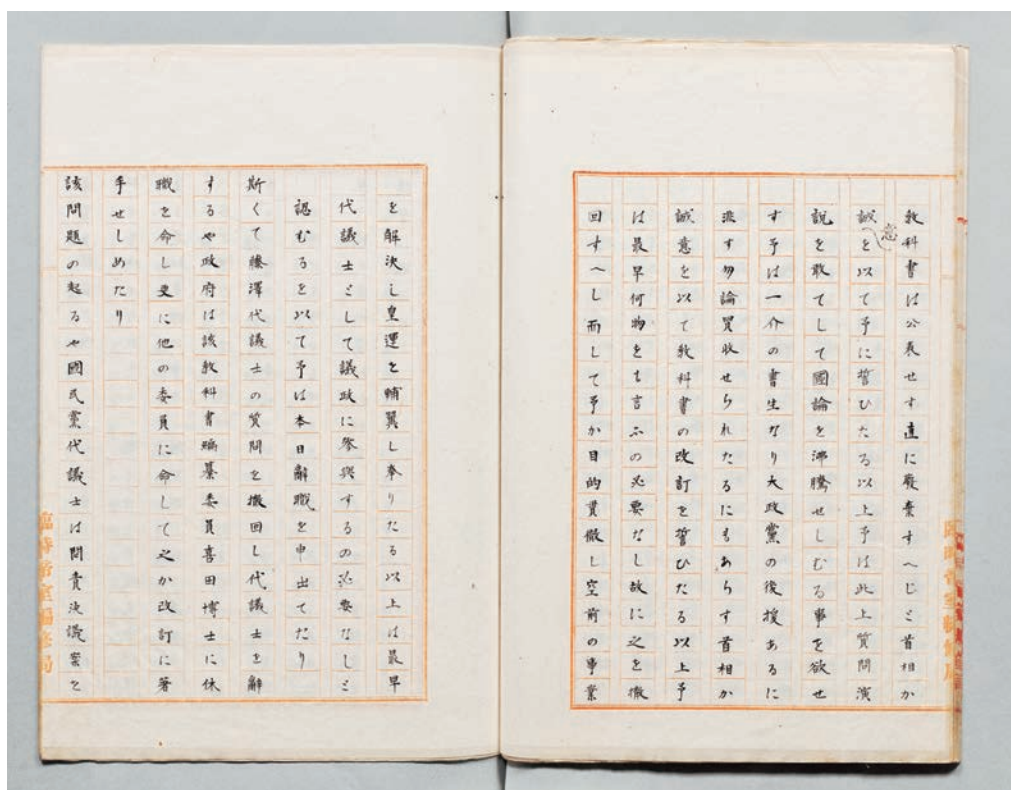 教科書は公表せす直に廢棄すへしと首相か
誠意を以て予に誓ひたる以上予は此上質問演
説を敢てして國論を沸騰せしむる事を欲せ
す予は一介の書生なり大政黨の後援あるに
非す勿論買收せられたるにもあらす首相か
誠意を以て教科書の改訂を誓ひたる以上予
は最早何物をも言ふの必要なし故に之を撤
回すへし而して予か目的貫徹し空前の事業
を解決し皇運を輔翼し奉りたる以上は最早
代議士として議政に參與するの必要なしと
認むるを以て予は本日辭職を申出てたり
斯くて藤澤代議士の質問を撤回し代議士を辭
するや政府は該教科書編纂委員喜田博士に休
職を命し更に他の委員に命して之か改訂に著
手せしめたり
該問題の起るや國民黨代議士は問責決議案を
臨時帝室編修局
臨時帝室編修局